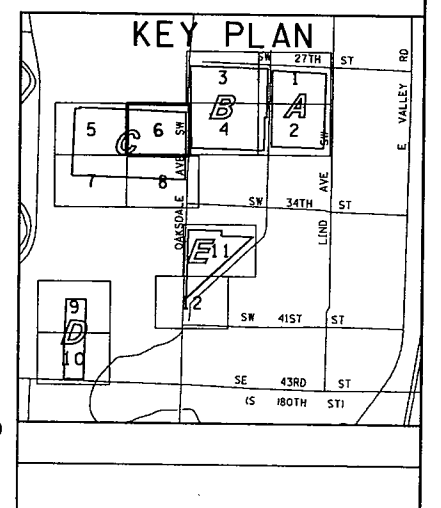 KEY PLAN
SW 27TH ST
RD
3
1
B
A
E VALLEY
5
6
SW
4
2
SW
C
7
8
AVE
AVE
SW 34TH ST
OAKSDALE
LIND
E
11
12
9
SW 41ST ST
D
10
SE 43RD ST
(S 180TH ST)